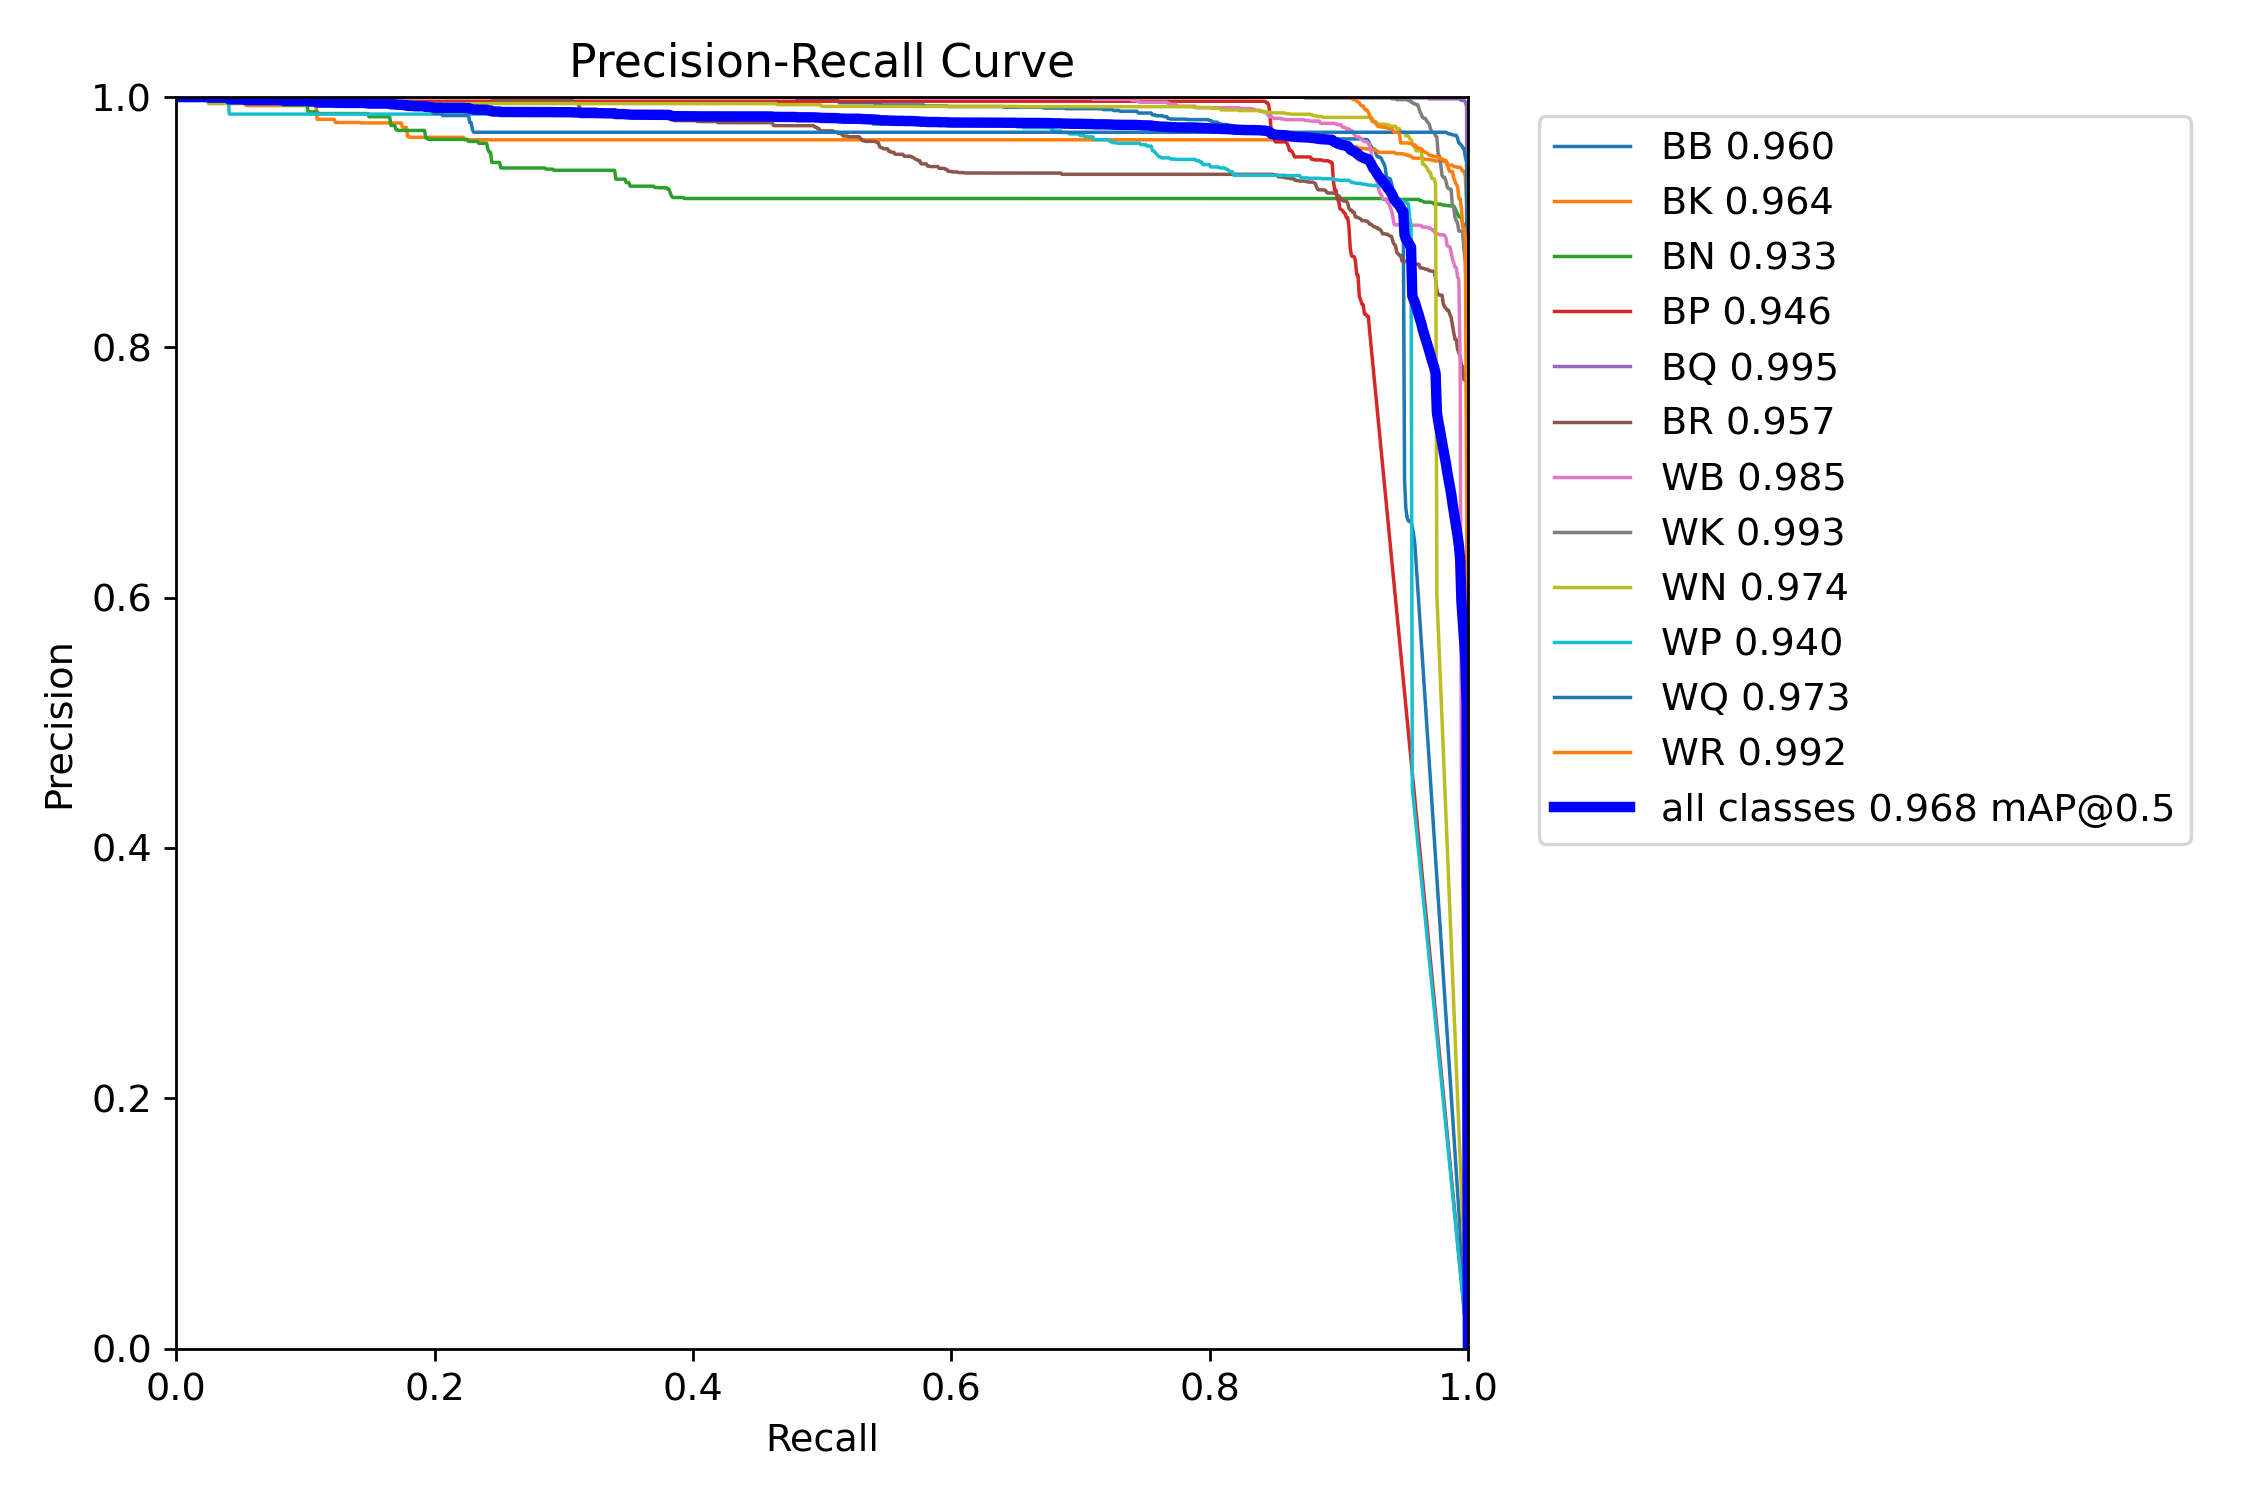 Precision-Recall Curve
1.0
0.8
0.6
0.4
0.2
0.0
Precision
0.0 0.2 0.4 0.6 0.8 1.0
Recall
BB 0.960
BK 0.964
BN 0.933
BP 0.946
BQ 0.995
BR 0.957
WB 0.985
WK 0.993
WN 0.974
WP 0.940
WQ 0.973
WR 0.992
all classes 0.968 mAP@0.5